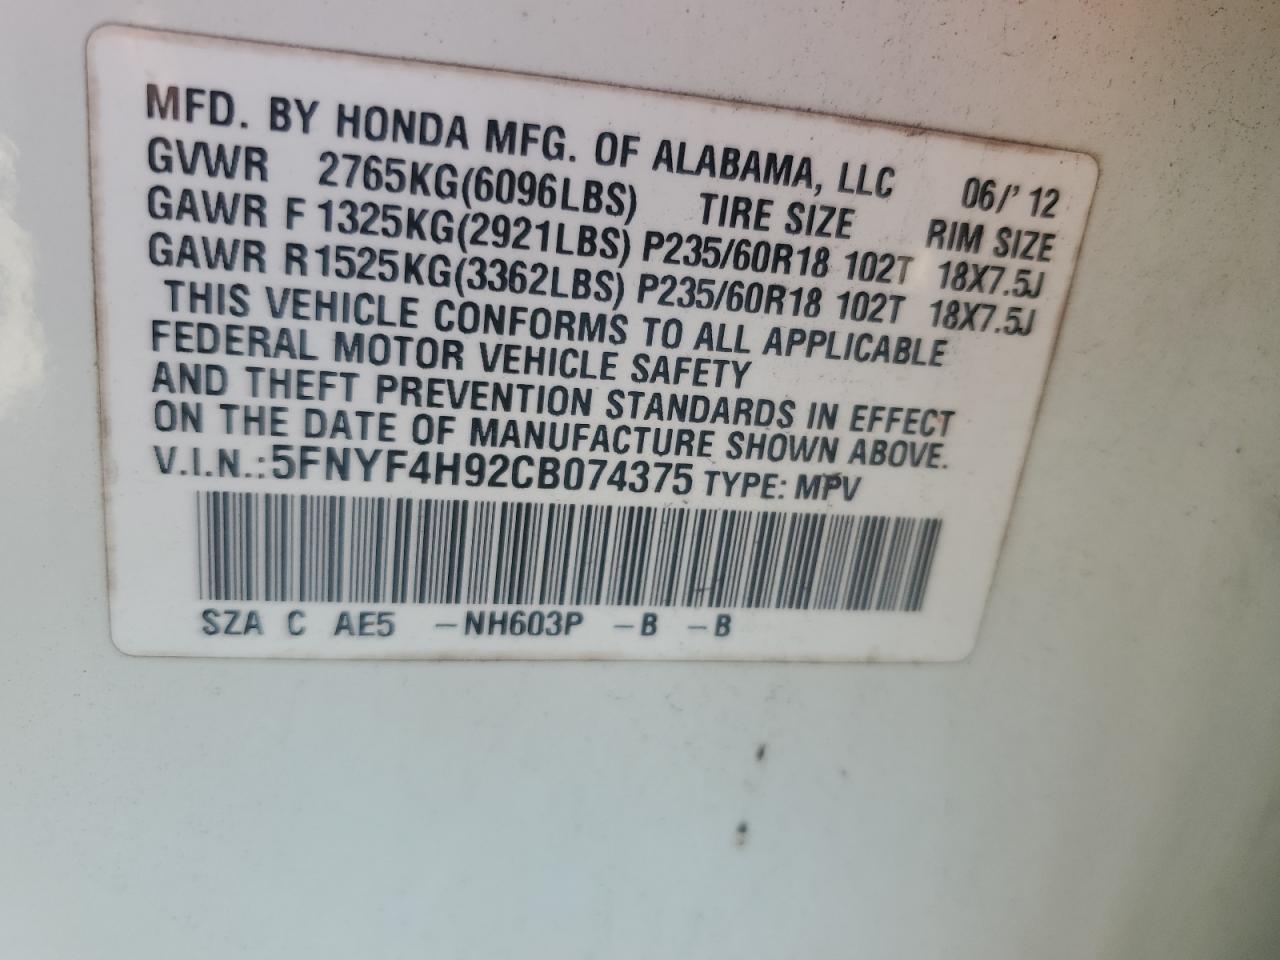 MFD. BY HONDA MFG. OF ALABAMA, LLC 06/'12
GVWR 2765KG(6096LBS) TIRE SIZE RIM SIZE
GAWR F 1325KG(2921LBS) P235/60R18 102T 18X7.5J
GAWR R 1525KG(3362LBS) P235/60R18 102T 18X7.5J
THIS VEHICLE CONFORMS TO ALL APPLICABLE
FEDERAL MOTOR VEHICLE SAFETY
AND THEFT PREVENTION STANDARDS IN EFFECT
ON THE DATE OF MANUFACTURE SHOWN ABOVE.
V.I.N.: 5FNYF4H92CB074375 TYPE: MPV
SZA C AE5 -NH603P -B -B